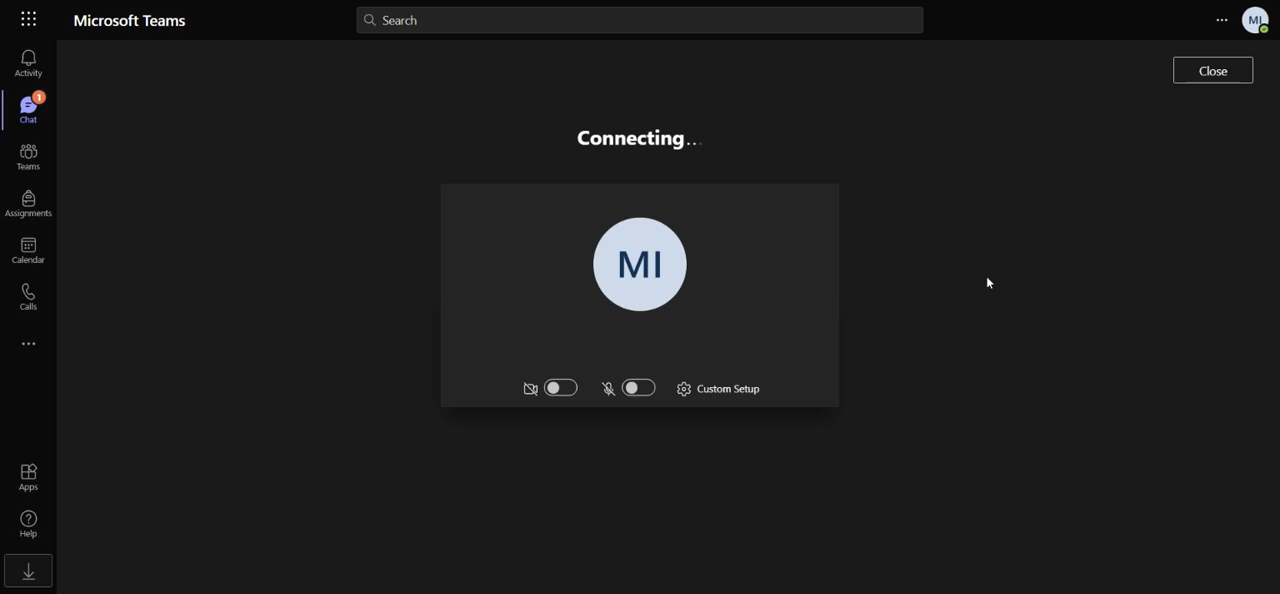 Microsoft Teams
Search
...
MI
Activity
1
Chat
Teams
Assignments
Calendar
Calls
...
Apps
Help
Close
Connecting...
MI
Custom Setup